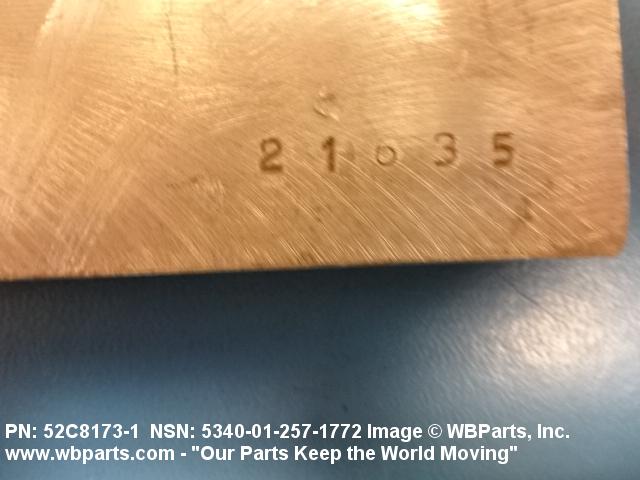 21635
PN: 52C8173-1 NSN: 5340-01-257-1772 Image © WBParts, Inc.
www.wbparts.com - "Our Parts Keep the World Moving"